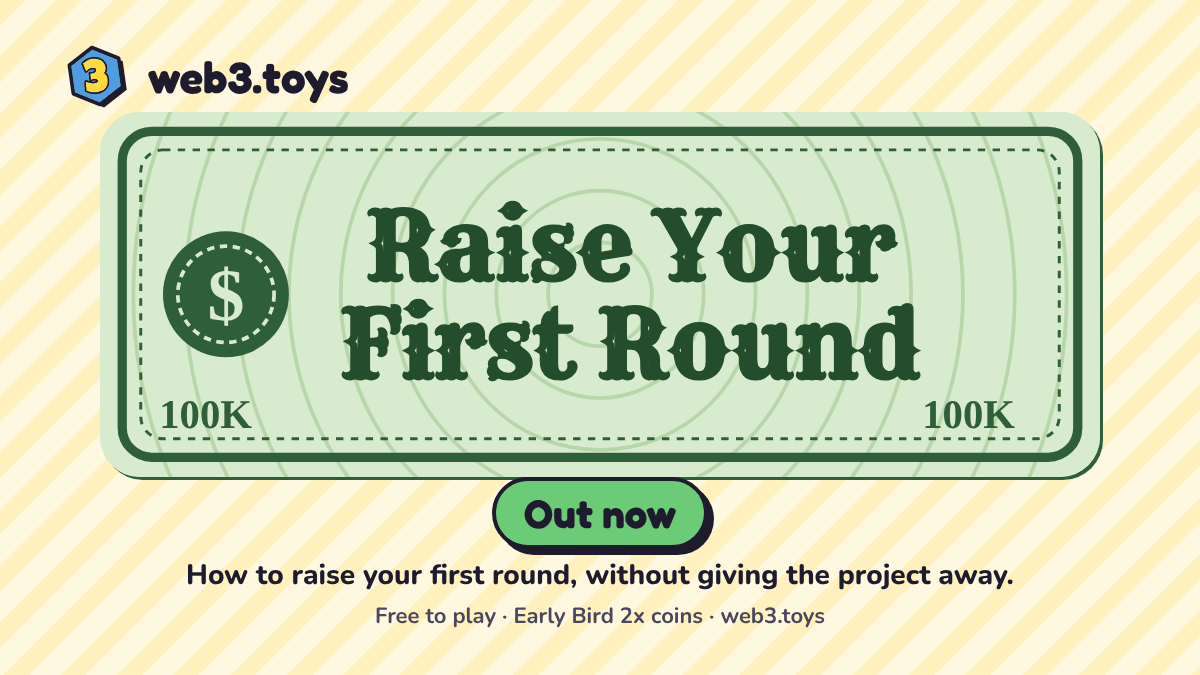 3 web3.toys
Raise Your
First Round
$
100K 100K
Out now
How to raise your first round, without giving the project away.
Free to play · Early Bird 2x coins · web3.toys